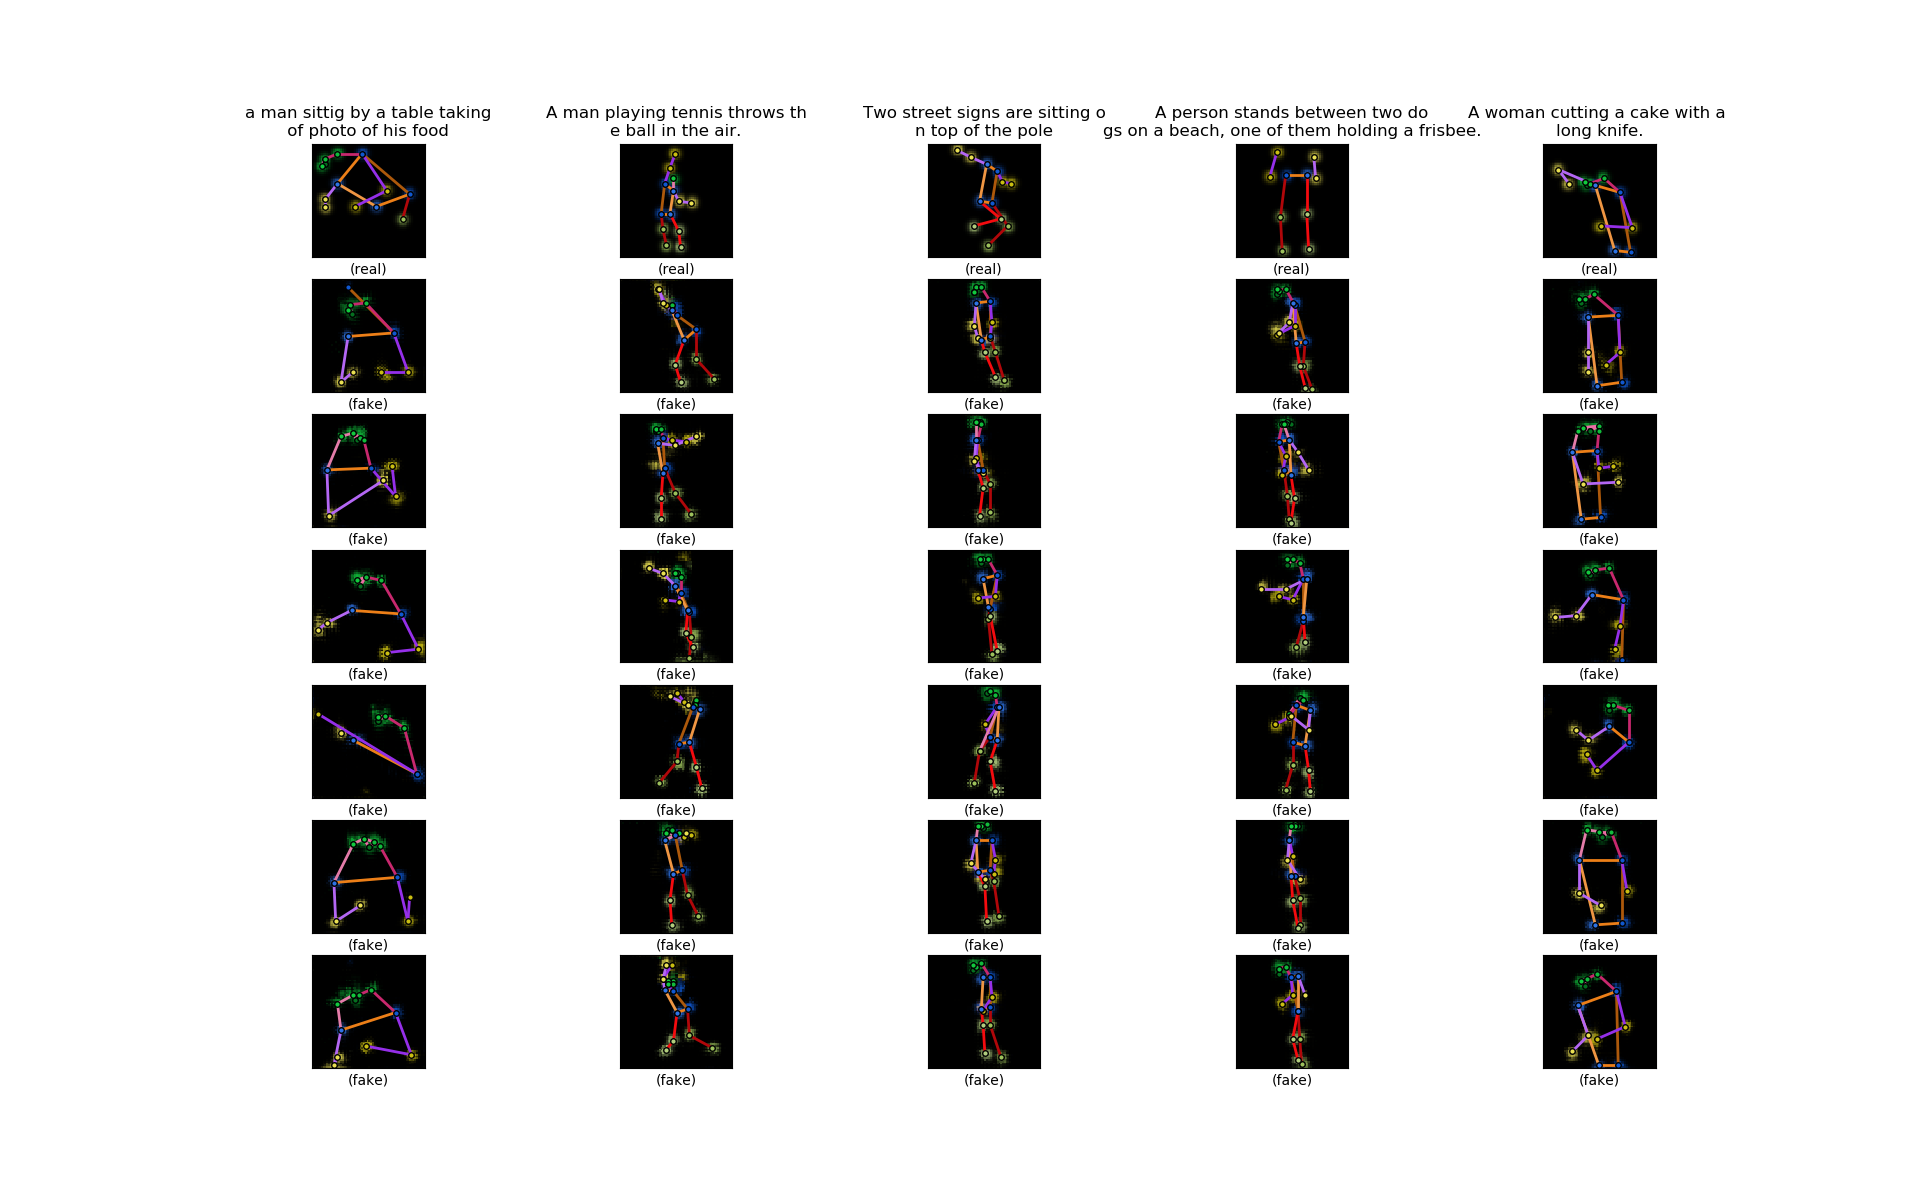 a man sittig by a table taking
of photo of his food
A man playing tennis throws th
e ball in the air.
Two street signs are sitting o
n top of the pole
A person stands between two do
gs on a beach, one of them holding a frisbee.
A woman cutting a cake with a
long knife.
(real) (real) (real) (real) (real)
(fake) (fake) (fake) (fake) (fake)
(fake) (fake) (fake) (fake) (fake)
(fake) (fake) (fake) (fake) (fake)
(fake) (fake) (fake) (fake) (fake)
(fake) (fake) (fake) (fake) (fake)
(fake) (fake) (fake) (fake) (fake)